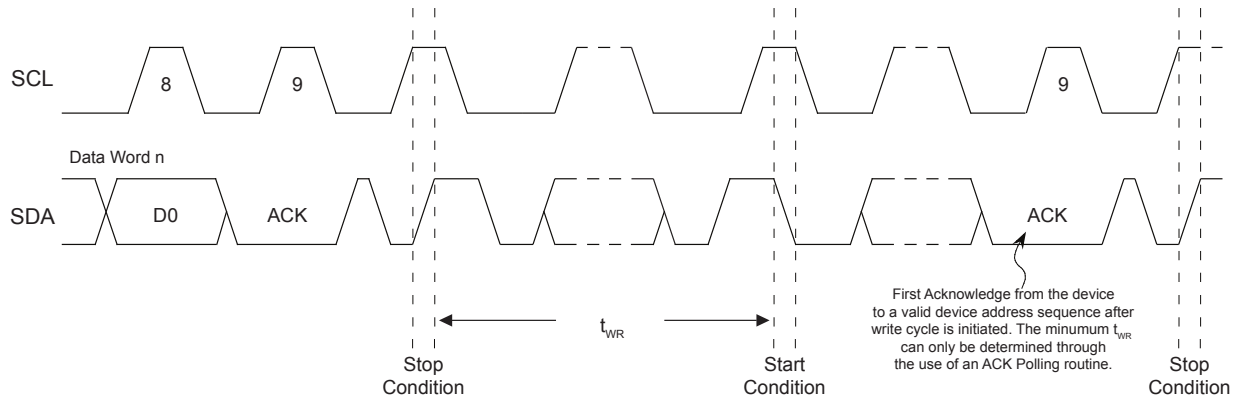 SCL
8
9
9
Data Word n
SDA
D0
ACK
ACK
First Acknowledge from the device
to a valid device address sequence after
write cycle is initiated. The minumum tWR
can only be determined through
the use of an ACK Polling routine.
tWR
Stop
Condition
Start
Condition
Stop
Condition